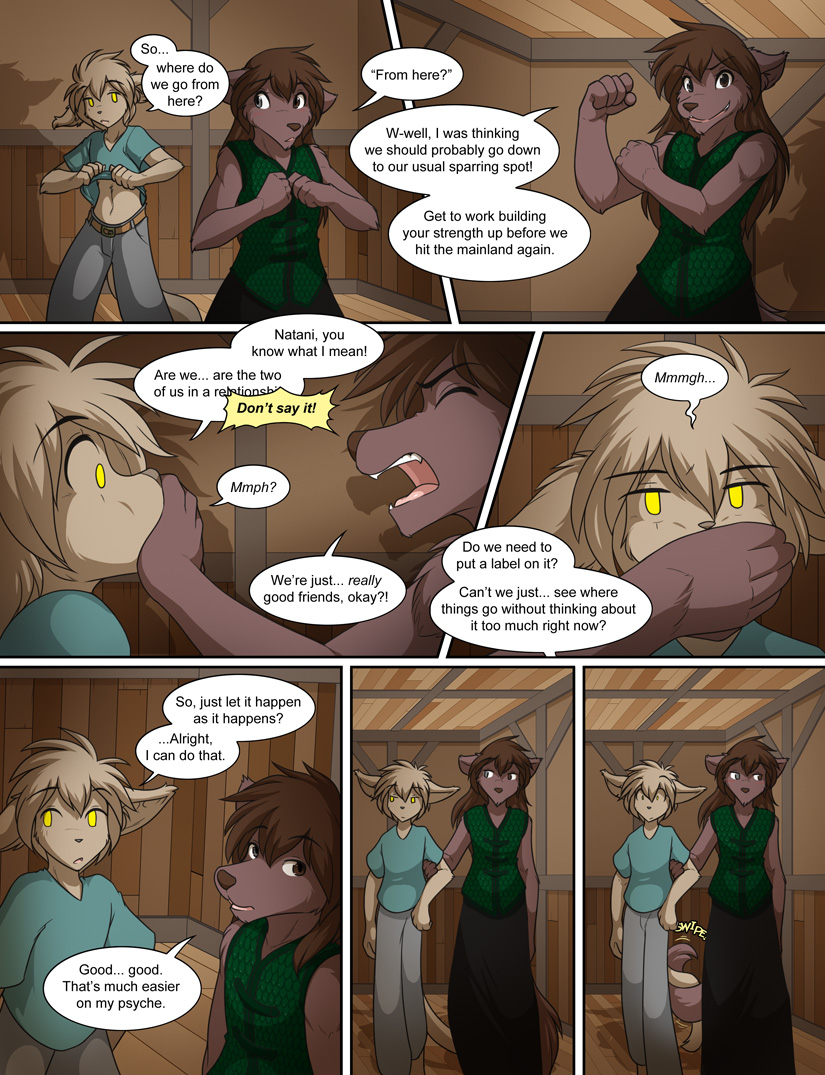 So...
where do
we go from
here?
“From here?”
W-well, I was thinking
we should probably go down
to our usual sparring spot!
Get to work building
your strength up before we
hit the mainland again.
Natani, you
know what I mean!
Are we... are the two
of us in a relationshi
Don’t say it!
Mmph?
We’re just... really
good friends, okay?!
Mmmgh...
Do we need to
put a label on it?
Can’t we just... see where
things go without thinking about
it too much right now?
So, just let it happen
as it happens?
...Alright,
I can do that.
Good... good.
That’s much easier
on my psyche.
SWIPE.